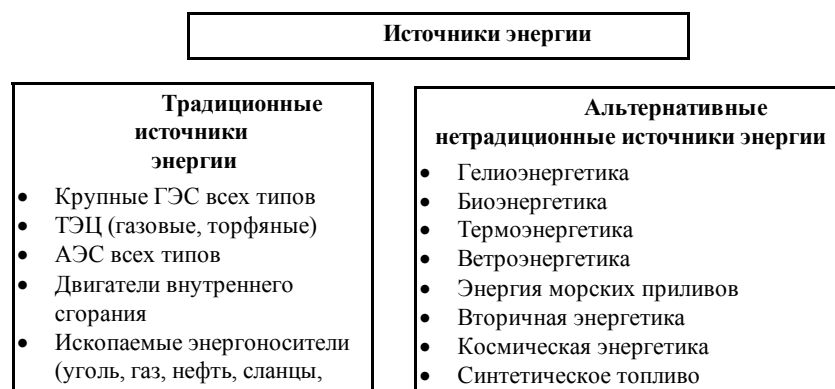 Источники энергии
Традиционные
источники
энергии
• Крупные ГЭС всех типов
• ТЭЦ (газовые, торфяные)
• АЭС всех типов
• Двигатели внутреннего
сгорания
• Ископаемые энергоносители
(уголь, газ, нефть, сланцы,
Альтернативные
нетрадиционные источники энергии
• Гелиоэнергетика
• Биоэнергетика
• Термоэнергетика
• Ветроэнергетика
• Энергия морских приливов
• Вторичная энергетика
• Космическая энергетика
• Синтетическое топливо